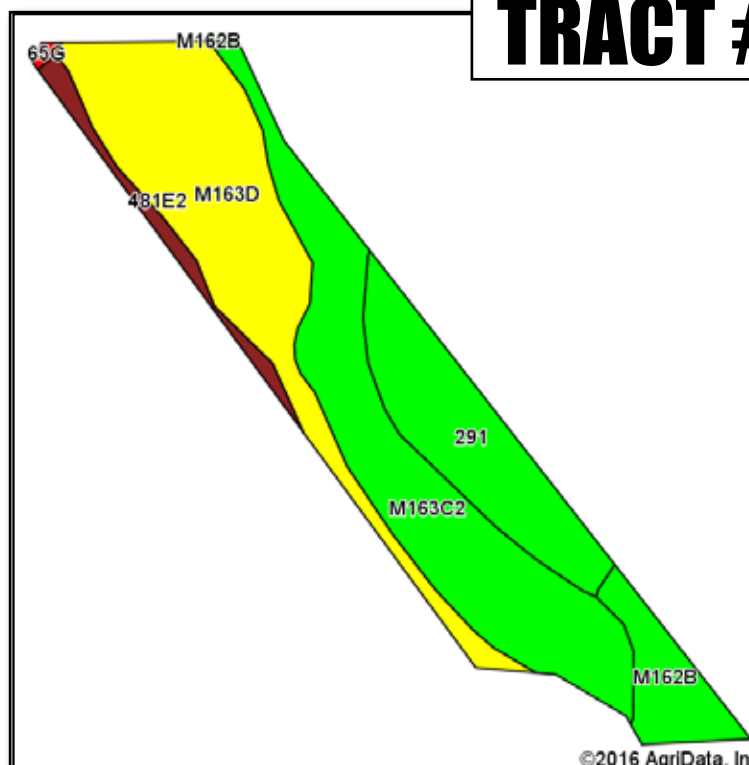 TRACT #
65G
M162B
481E2
M163D
291
M163C2
M162B
©2016 AgriData, In